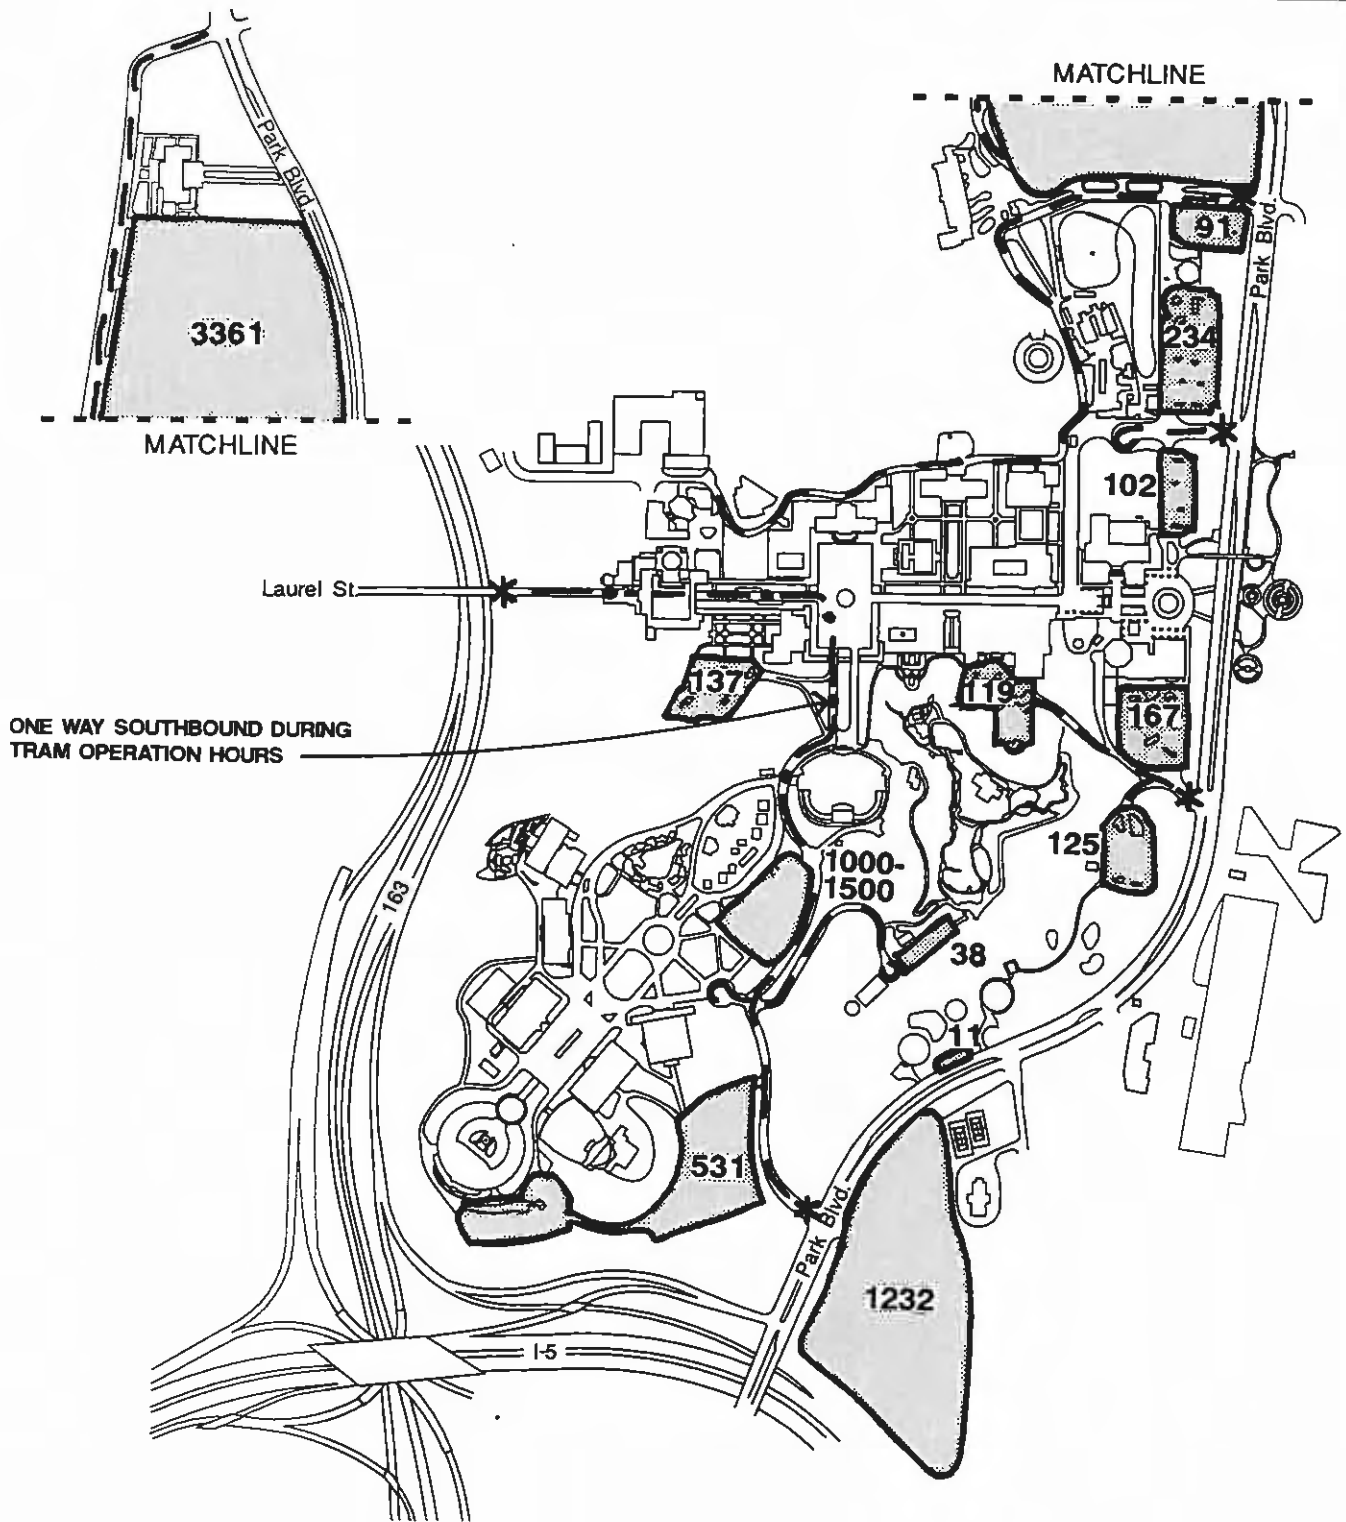 MATCHLINE
Park Blvd.
91
Park Blvd.
3361
234
MATCHLINE
102
Laurel St.
137
119
167
ONE WAY SOUTHBOUND DURING
TRAM OPERATION HOURS
125
1000-
1500
163
38
11
531
Park Blvd.
1232
I-5